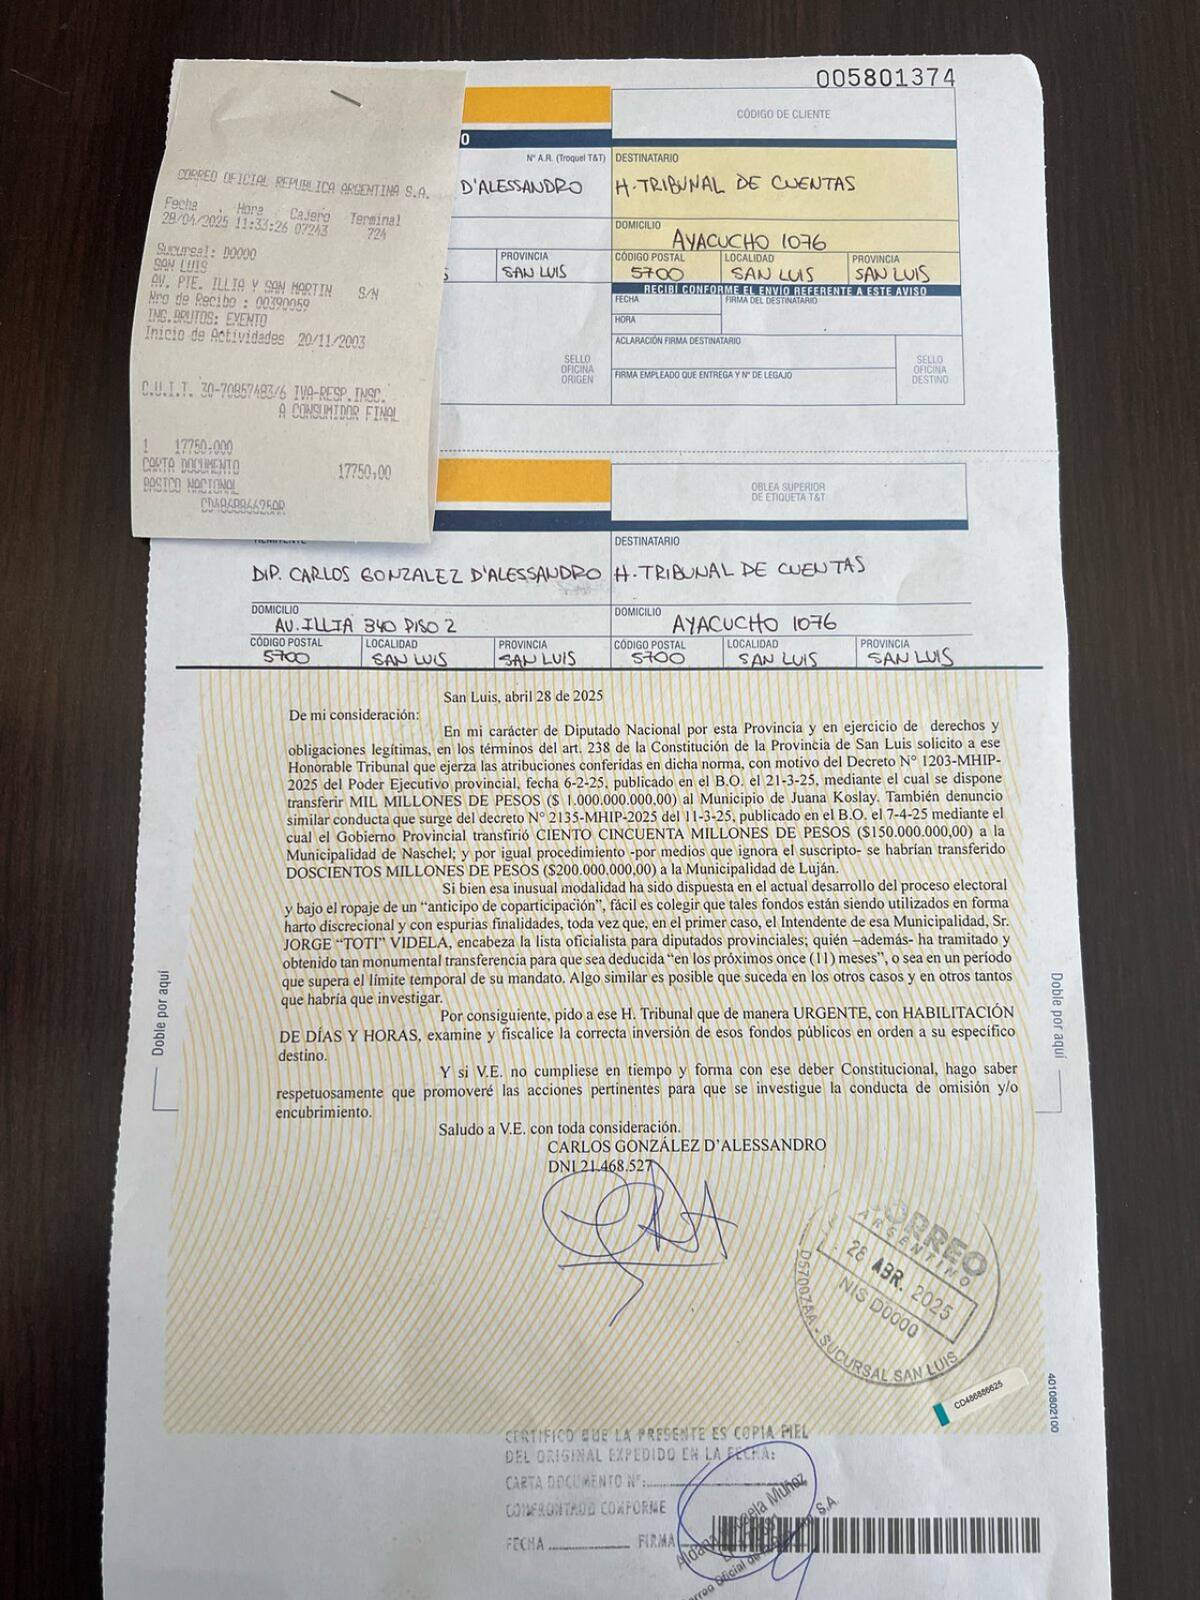 005801374
CÓDIGO DE CLIENTE
O
N° A.R. (Troquel T&T)
D'ALESSANDRO
PROVINCIA
SAN LUIS
SELLO
OFICINA
ORIGEN
DESTINATARIO
H. TRIBUNAL DE CUENTAS
DOMICILIO
AYACUCHO 1076
CÓDIGO POSTAL LOCALIDAD PROVINCIA
5700 SAN LUIS SAN LUIS
RECIBÍ CONFORME EL ENVÍO REFERENTE A ESTE AVISO
FECHA FIRMA DEL DESTINATARIO
HORA
ACLARACIÓN FIRMA DESTINATARIO
FIRMA EMPLEADO QUE ENTREGA Y N° DE LEGAJO
SELLO
OFICINA
DESTINO
CORREO OFICIAL REPUBLICA ARGENTINA S.A.
Fecha Hora Cajero Terminal
28/04/2025 11:33:26 07243 724
Sucursal: D0000
SAN LUIS
AV. PTE. ILLIA Y SAN MARTIN S/N
Nro de Recibo : 00390059
ING.BRUTOS: EXENTO
Inicio de Actividades 20/11/2003
C.U.I.T. 30-70857483/6 IVA-RESP.INSC.
A CONSUMIDOR FINAL
1 17750,000
CARTA DOCUMENTO 17750,00
BASICO NACIONAL
CD486886625AR
OBLEA SUPERIOR
DE ETIQUETA T&T
REMITENTE DESTINATARIO
DIP. CARLOS GONZALEZ D'ALESSANDRO H. TRIBUNAL DE CUENTAS
DOMICILIO DOMICILIO
AV. ILLIA 340 PISO 2 AYACUCHO 1076
CÓDIGO POSTAL LOCALIDAD PROVINCIA CÓDIGO POSTAL LOCALIDAD PROVINCIA
5700 SAN LUIS SAN LUIS 5700 SAN LUIS SAN LUIS
San Luis, abril 28 de 2025
De mi consideración:
En mi carácter de Diputado Nacional por esta Provincia y en ejercicio de derechos y
obligaciones legítimas, en los términos del art. 238 de la Constitución de la Provincia de San Luis solicito a ese
Honorable Tribunal que ejerza las atribuciones conferidas en dicha norma, con motivo del Decreto N° 1203-MHIP-
2025 del Poder Ejecutivo provincial, fecha 6-2-25, publicado en el B.O. el 21-3-25, mediante el cual se dispone
transferir MIL MILLONES DE PESOS ($ 1.000.000.000,00) al Municipio de Juana Koslay. También denuncio
similar conducta que surge del decreto N° 2135-MHIP-2025 del 11-3-25, publicado en el B.O. el 7-4-25 mediante el
cual el Gobierno Provincial transfirió CIENTO CINCUENTA MILLONES DE PESOS ($150.000.000,00) a la
Municipalidad de Naschel; y por igual procedimiento -por medios que ignora el suscripto- se habrían transferido
DOSCIENTOS MILLONES DE PESOS ($200.000.000,00) a la Municipalidad de Luján.
Si bien esa inusual modalidad ha sido dispuesta en el actual desarrollo del proceso electoral
y bajo el ropaje de un “anticipo de coparticipación”, fácil es colegir que tales fondos están siendo utilizados en forma
harto discrecional y con espurias finalidades, toda vez que, en el primer caso, el Intendente de esa Municipalidad, Sr.
JORGE “TOTI” VIDELA, encabeza la lista oficialista para diputados provinciales; quién –además- ha tramitado y
obtenido tan monumental transferencia para que sea deducida “en los próximos once (11) meses”, o sea en un período
que supera el límite temporal de su mandato. Algo similar es posible que suceda en los otros casos y en otros tantos
que habría que investigar.
Por consiguiente, pido a ese H. Tribunal que de manera URGENTE, con HABILITACIÓN
DE DÍAS Y HORAS, examine y fiscalice la correcta inversión de esos fondos públicos en orden a su específico
destino.
Y si V.E. no cumpliese en tiempo y forma con ese deber Constitucional, hago saber
respetuosamente que promoveré las acciones pertinentes para que se investigue la conducta de omisión y/o
encubrimiento.
Saludo a V.E. con toda consideración.
CARLOS GONZÁLEZ D’ALESSANDRO
DNI 21.468.527
Doble por aquí
Doble por aquí
CORREO
ARGENTINO
28 ABR. 2025
NIS D0000
D5700ZAA - SUCURSAL SAN LUIS
CD486886625
4010802100
CERTIFICO QUE LA PRESENTE ES COPIA FIEL
DEL ORIGINAL EXPEDIDO EN LA FECHA:
CARTA DOCUMENTO N°:
CONFRONTADO CONFORME
FECHA FIRMA
Muñoz
S.A.